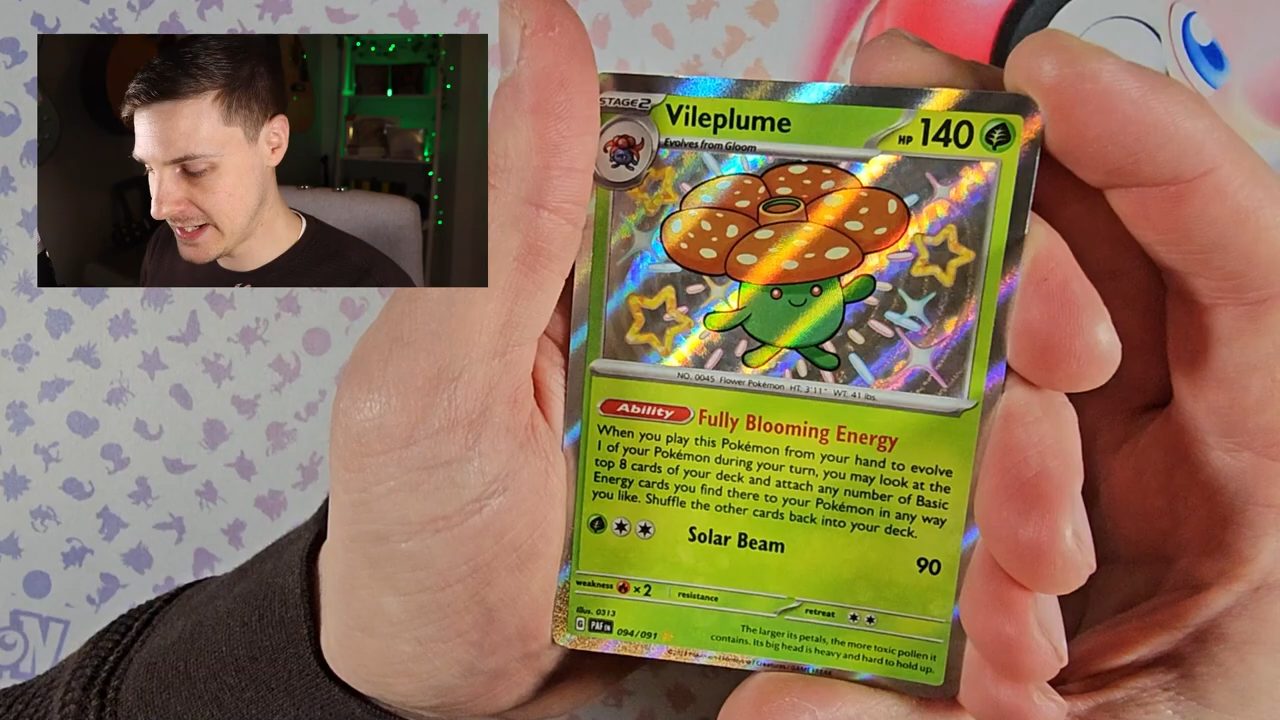 STAGE2
Vileplume
HP 140
Evolves from Gloom
NO. 0045 Flower Pokémon HT: 3'11" WT: 41 lbs.
Ability Fully Blooming Energy
When you play this Pokémon from your hand to evolve
1 of your Pokémon during your turn, you may look at the
top 8 cards of your deck and attach any number of Basic
Energy cards you find there to your Pokémon in any way
you like. Shuffle the other cards back into your deck.
Solar Beam 90
weakness ×2 resistance retreat
Illus. 0313
G PAF EN 094/091
The larger its petals, the more toxic pollen it
contains. Its big head is heavy and hard to hold up.